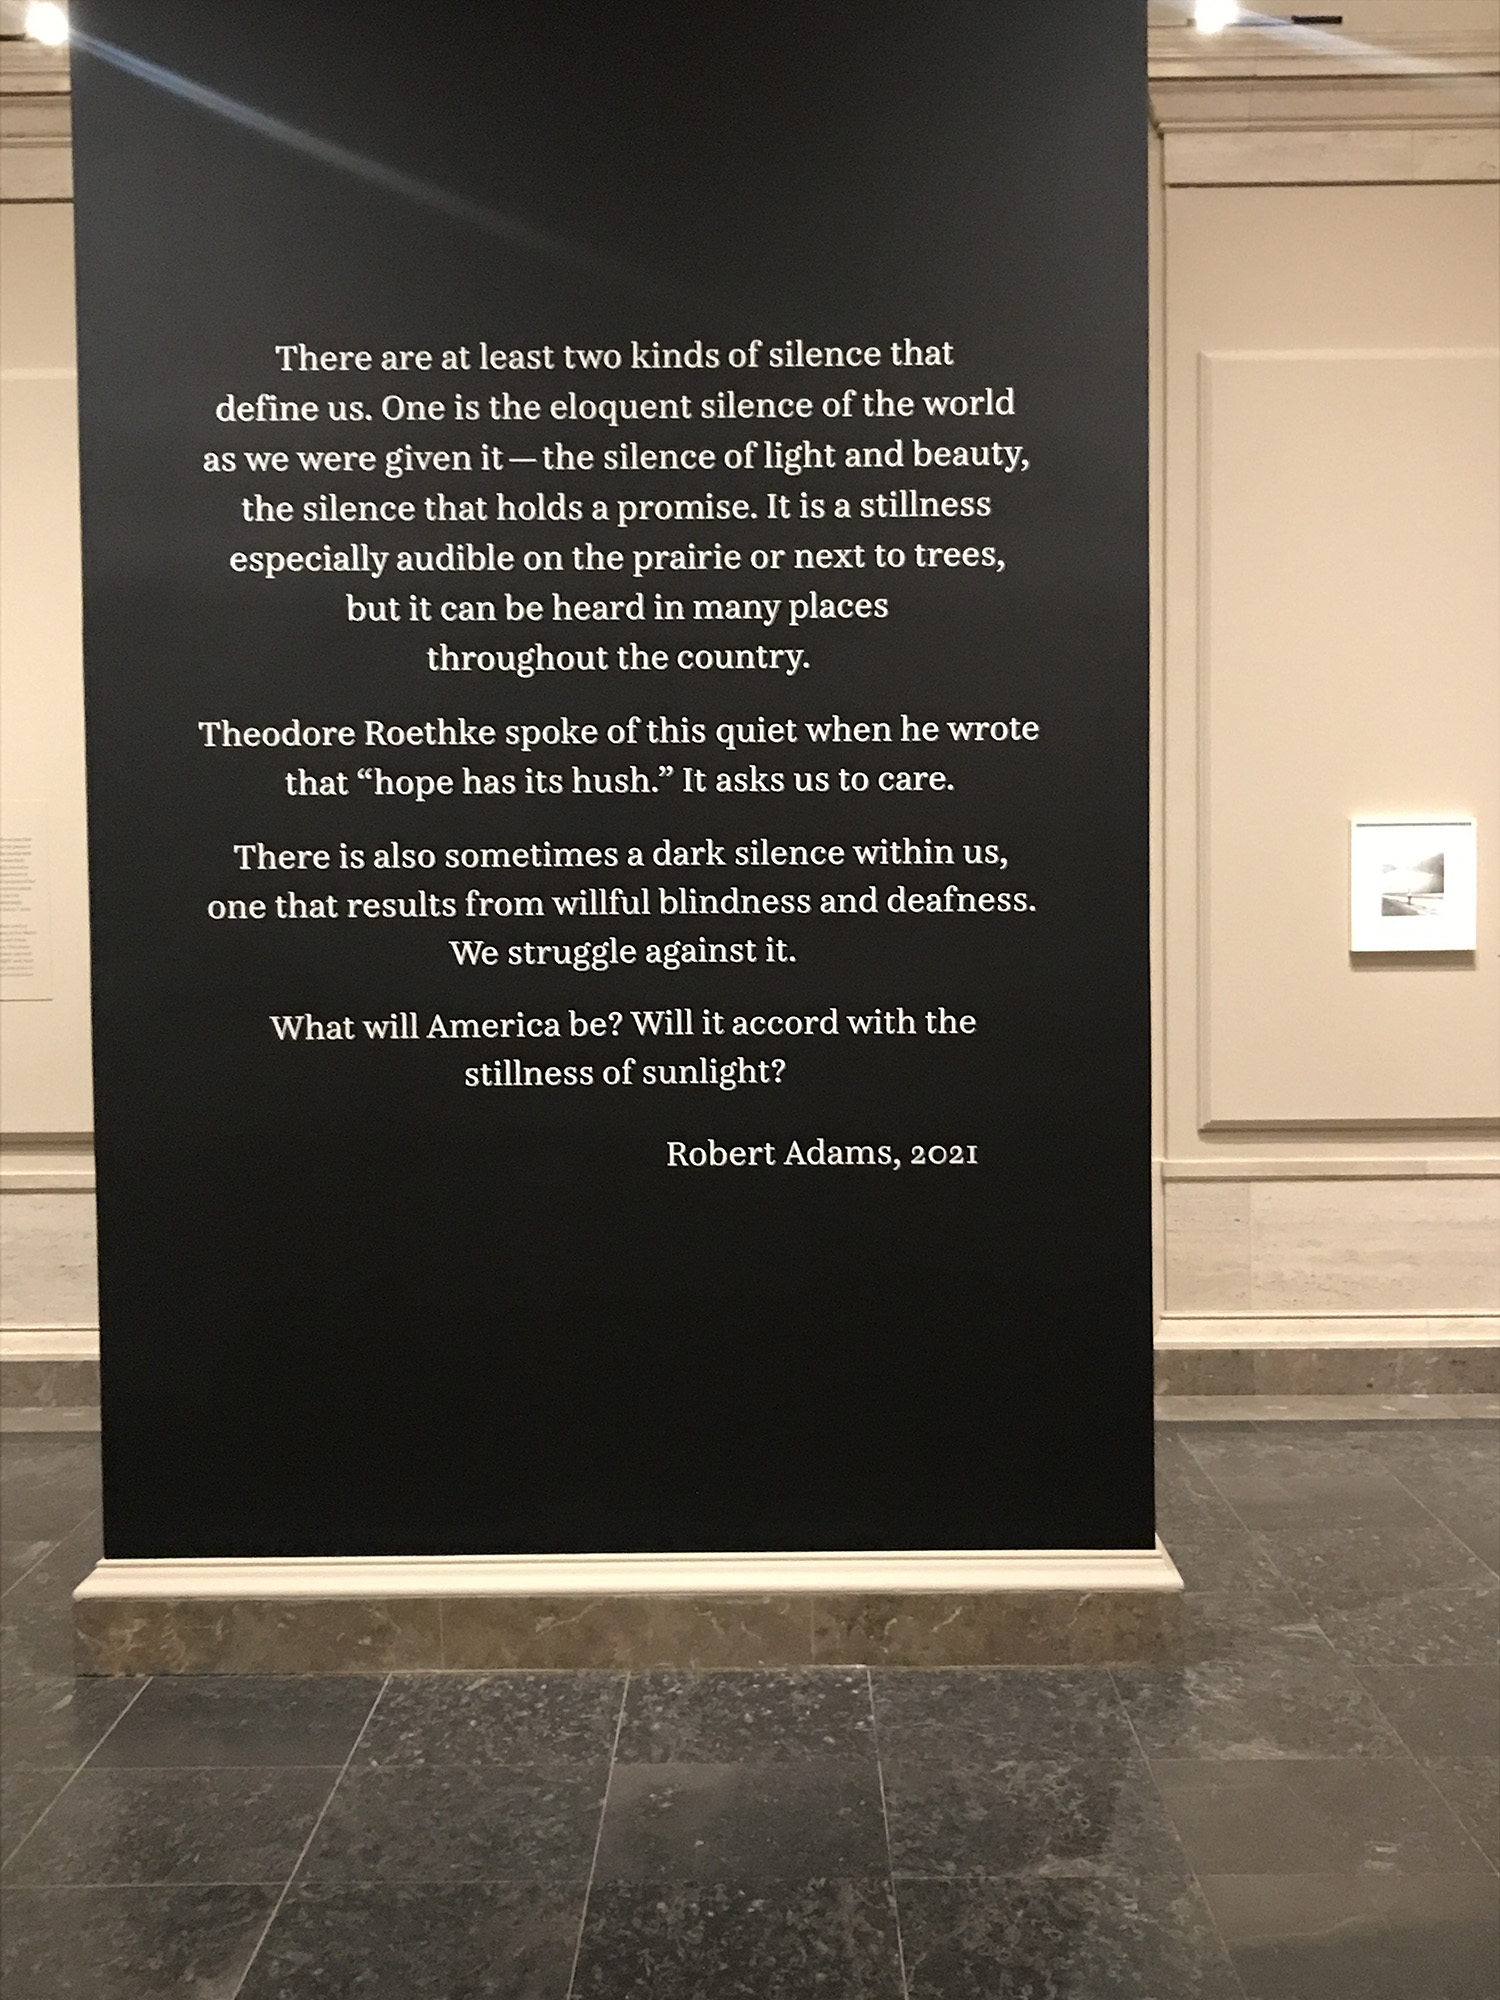 There are at least two kinds of silence that
define us. One is the eloquent silence of the world
as we were given it—the silence of light and beauty,
the silence that holds a promise. It is a stillness
especially audible on the prairie or next to trees,
but it can be heard in many places
throughout the country.
Theodore Roethke spoke of this quiet when he wrote
that “hope has its hush.” It asks us to care.
There is also sometimes a dark silence within us,
one that results from willful blindness and deafness.
We struggle against it.
What will America be? Will it accord with the
stillness of sunlight?
Robert Adams, 2021